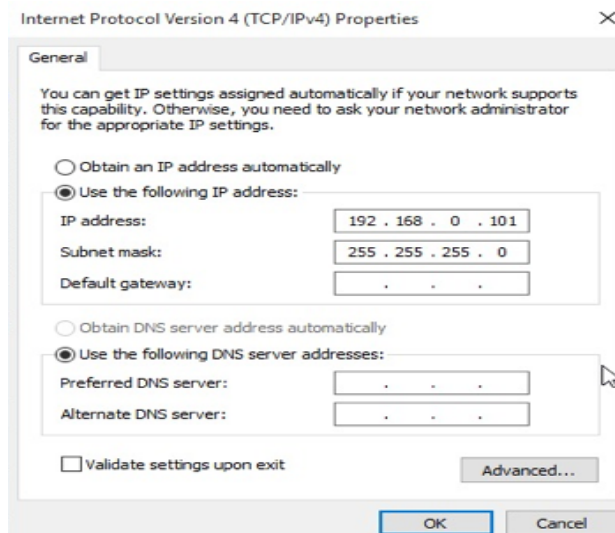 Internet Protocol Version 4 (TCP/IPv4) Properties
General
You can get IP settings assigned automatically if your network supports
this capability. Otherwise, you need to ask your network administrator
for the appropriate IP settings.
Obtain an IP address automatically
Use the following IP address:
IP address: 192 . 168 . 0 . 101
Subnet mask: 255 . 255 . 255 . 0
Default gateway: . . .
Obtain DNS server address automatically
Use the following DNS server addresses:
Preferred DNS server: . . .
Alternate DNS server: . . .
Validate settings upon exit
Advanced...
OK Cancel